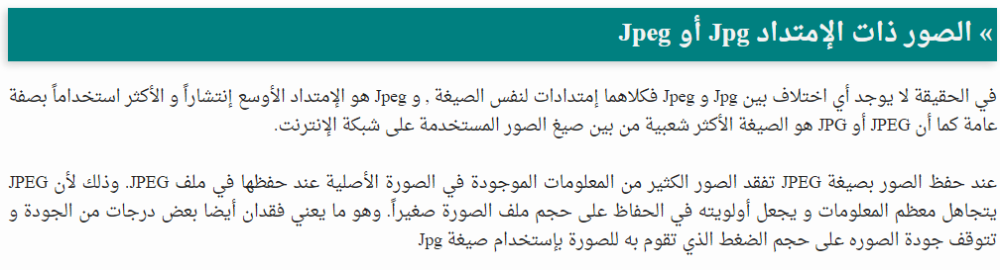 » الصور ذات الإمتداد Jpg أو Jpeg
في الحقيقة لا يوجد أي اختلاف بين Jpg و Jpeg فكلاهما إمتدادات لنفس الصيغة , و Jpeg هو الإمتداد الأوسع إنتشاراً و الأكثر استخداماً بصفة
عامة كما أن JPEG أو JPG هو الصيغة الأكثر شعبية من بين صيغ الصور المستخدمة على شبكة الإنترنت.
عند حفظ الصور بصيغة JPEG تفقد الصور الكثير من المعلومات الموجودة في الصورة الأصلية عند حفظها في ملف JPEG. وذلك لأن JPEG
يتجاهل معظم المعلومات و يجعل أولويته في الحفاظ على حجم ملف الصورة صغيراً. وهو ما يعني فقدان أيضا بعض درجات من الجودة و
تتوقف جودة الصوره على حجم الضغط الذي تقوم به للصورة بإستخدام صيغة Jpg